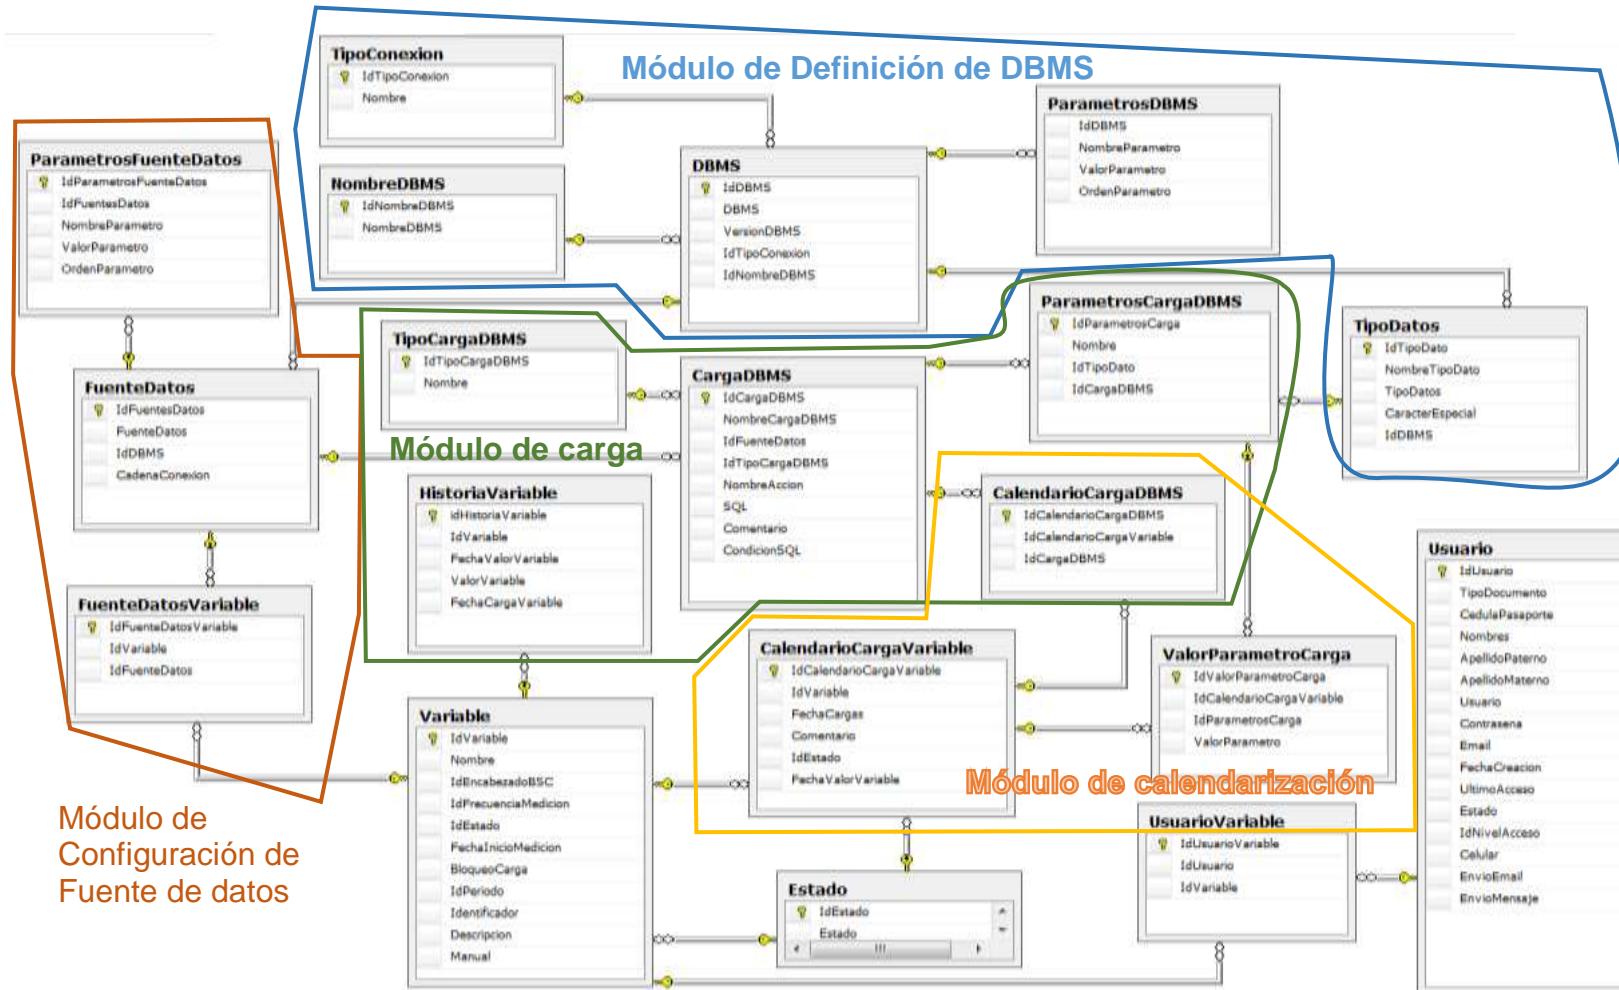 TipoConexion
IdTipoConexion
Nombre
Módulo de Definición de DBMS
ParametrosDBMS
IdDBMS
NombreParametro
ValorParametro
OrdenParametro
ParametrosFuenteDatos
IdParametrosFuenteDatos
IdFuentesDatos
NombreParametro
ValorParametro
OrdenParametro
NombreDBMS
IdNombreDBMS
NombreDBMS
DBMS
IdDBMS
DBMS
VersionDBMS
IdTipoConexion
IdNombreDBMS
TipoCargaDBMS
IdTipoCargaDBMS
Nombre
ParametrosCargaDBMS
IdParametrosCarga
Nombre
IdTipoDato
IdCargaDBMS
TipoDatos
IdTipoDato
NombreTipoDato
TipoDatos
CaracterEspecial
IdDBMS
FuenteDatos
IdFuentesDatos
FuenteDatos
IdDBMS
CadenaConexion
CargaDBMS
IdCargaDBMS
NombreCargaDBMS
IdFuenteDatos
IdTipoCargaDBMS
NombreAccion
SQL
Comentario
CondicionSQL
Módulo de carga
HistoriaVariable
idHistoriaVariable
IdVariable
FechaValorVariable
ValorVariable
FechaCargaVariable
CalendarioCargaDBMS
IdCalendarioCargaDBMS
IdCalendarioCargaVariable
IdCargaDBMS
FuenteDatosVariable
IdFuenteDatosVariable
IdVariable
IdFuenteDatos
CalendarioCargaVariable
IdCalendarioCargaVariable
IdVariable
FechaCargas
Comentario
IdEstado
FechaValorVariable
ValorParametroCarga
IdValorParametroCarga
IdCalendarioCargaVariable
IdParametrosCarga
ValorParametro
Módulo de calendarización
Usuario
IdUsuario
TipoDocumento
CedulaPasaporte
Nombres
ApellidoPaterno
ApellidoMaterno
Usuario
Contrasena
Email
FechaCreacion
UltimoAcceso
Estado
IdNivelAcceso
Celular
EnvioEmail
EnvioMensaje
Variable
IdVariable
Nombre
IdEncabezadoBSC
IdFrecuenciaMedicion
IdEstado
FechaInicioMedicion
BloqueoCarga
IdPeriodo
Identificador
Descripcion
Manual
Módulo de
Configuración de
Fuente de datos
UsuarioVariable
IdUsuarioVariable
IdUsuario
IdVariable
Estado
IdEstado
Estado